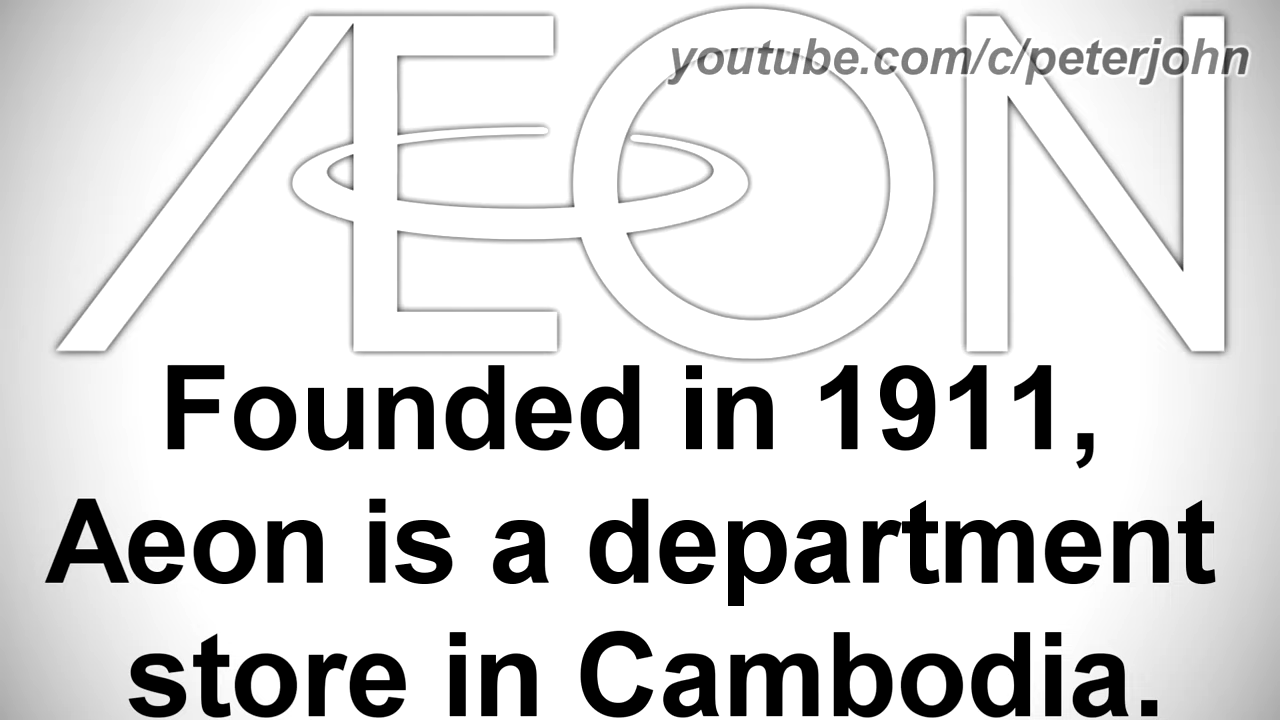 ÆON
youtube.com/c/peterjohn
Founded in 1911,
Aeon is a department
store in Cambodia.